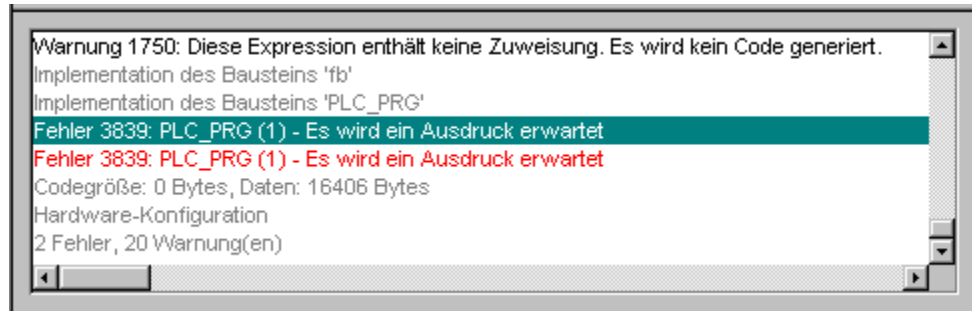 Warnung 1750: Diese Expression enthält keine Zuweisung. Es wird kein Code generiert.
Implementation des Bausteins 'fb'
Implementation des Bausteins 'PLC_PRG'
Fehler 3839: PLC_PRG (1) - Es wird ein Ausdruck erwartet
Fehler 3839: PLC_PRG (1) - Es wird ein Ausdruck erwartet
Codegröße: 0 Bytes, Daten: 16406 Bytes
Hardware-Konfiguration
2 Fehler, 20 Warnung(en)